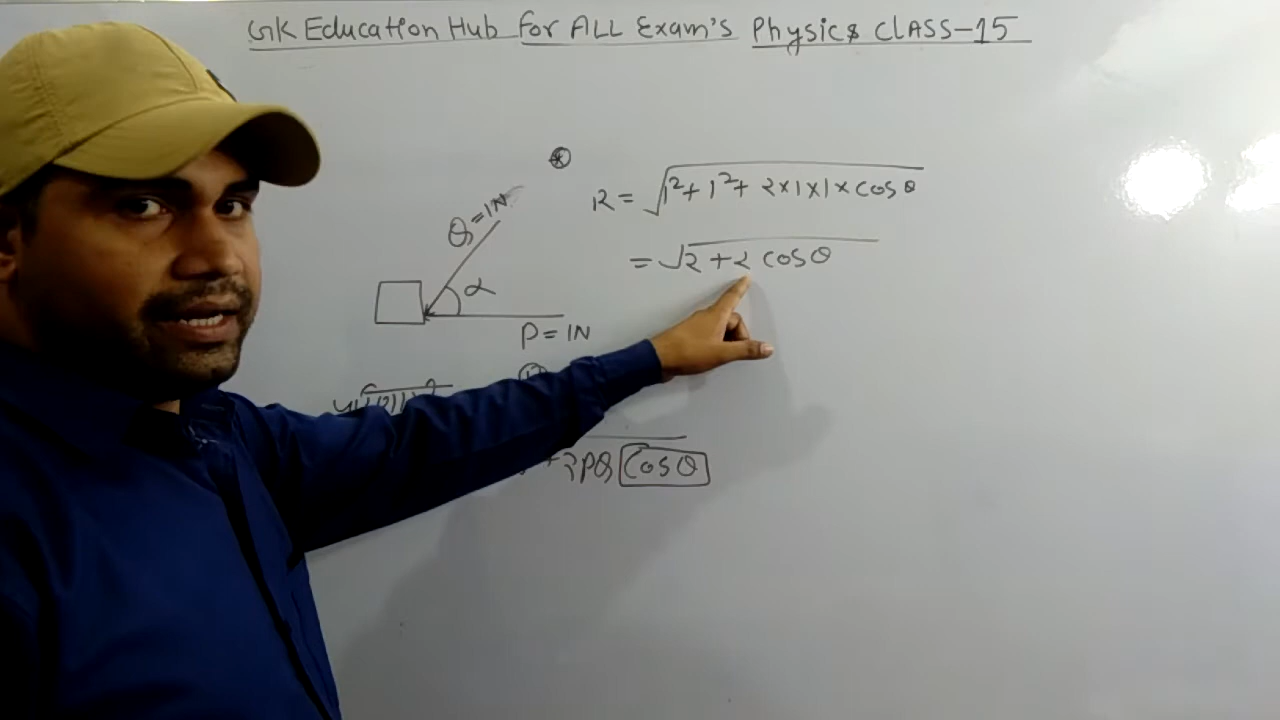 GK Education Hub for ALL Exam's Physics CLASS-15
R = √1²+1²+2×1×1×cosθ
= √2+2 cosθ
Q=1N
α
P=1N
2PQ Cosθ